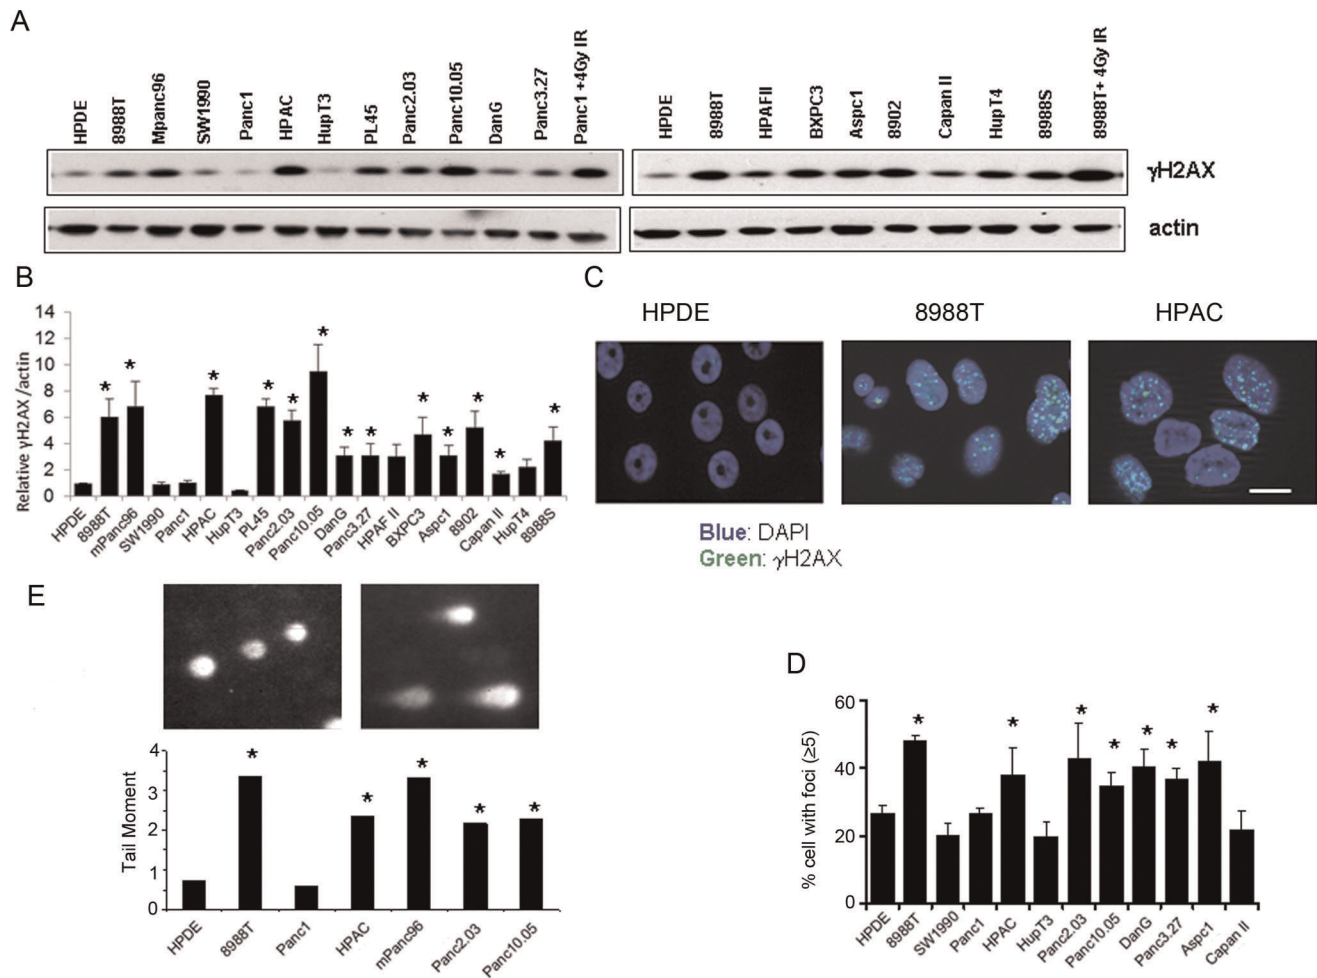 A
HPDE 8988T Mpanc96 SW1990 Panc1 HPAC HupT3 PL45 Panc2.03 Panc10.05 DanG Panc3.27 Panc1 +4Gy IR
HPDE 8988T HPAFII BXPC3 Aspc1 8902 Capan II HupT4 8988S 8988T+ 4Gy IR
γH2AX
actin
B
Relative γH2AX /actin
14
12
10
8
6
4
2
0
* * * * * * * * * * * * *
HPDE 8988T mPanc96 SW1990 Panc1 HPAC HupT3 PL45 Panc2.03 Panc10.05 DanG Panc3.27 HPAF II BXPC3 Aspc1 8902 Capan II HupT4 8988S
C
HPDE 8988T HPAC
Blue: DAPI
Green: γH2AX
E
Tail Moment
4
3
2
1
0
* * * * *
HPDE 8988T Panc1 HPAC mPanc96 Panc2.03 Panc10.05
D
% cell with foci (≥5)
60
40
20
0
* * * * * * *
HPDE 8988T SW1990 Panc1 HPAC HupT3 Panc2.03 Panc10.05 DanG Panc3.27 Aspc1 Capan II